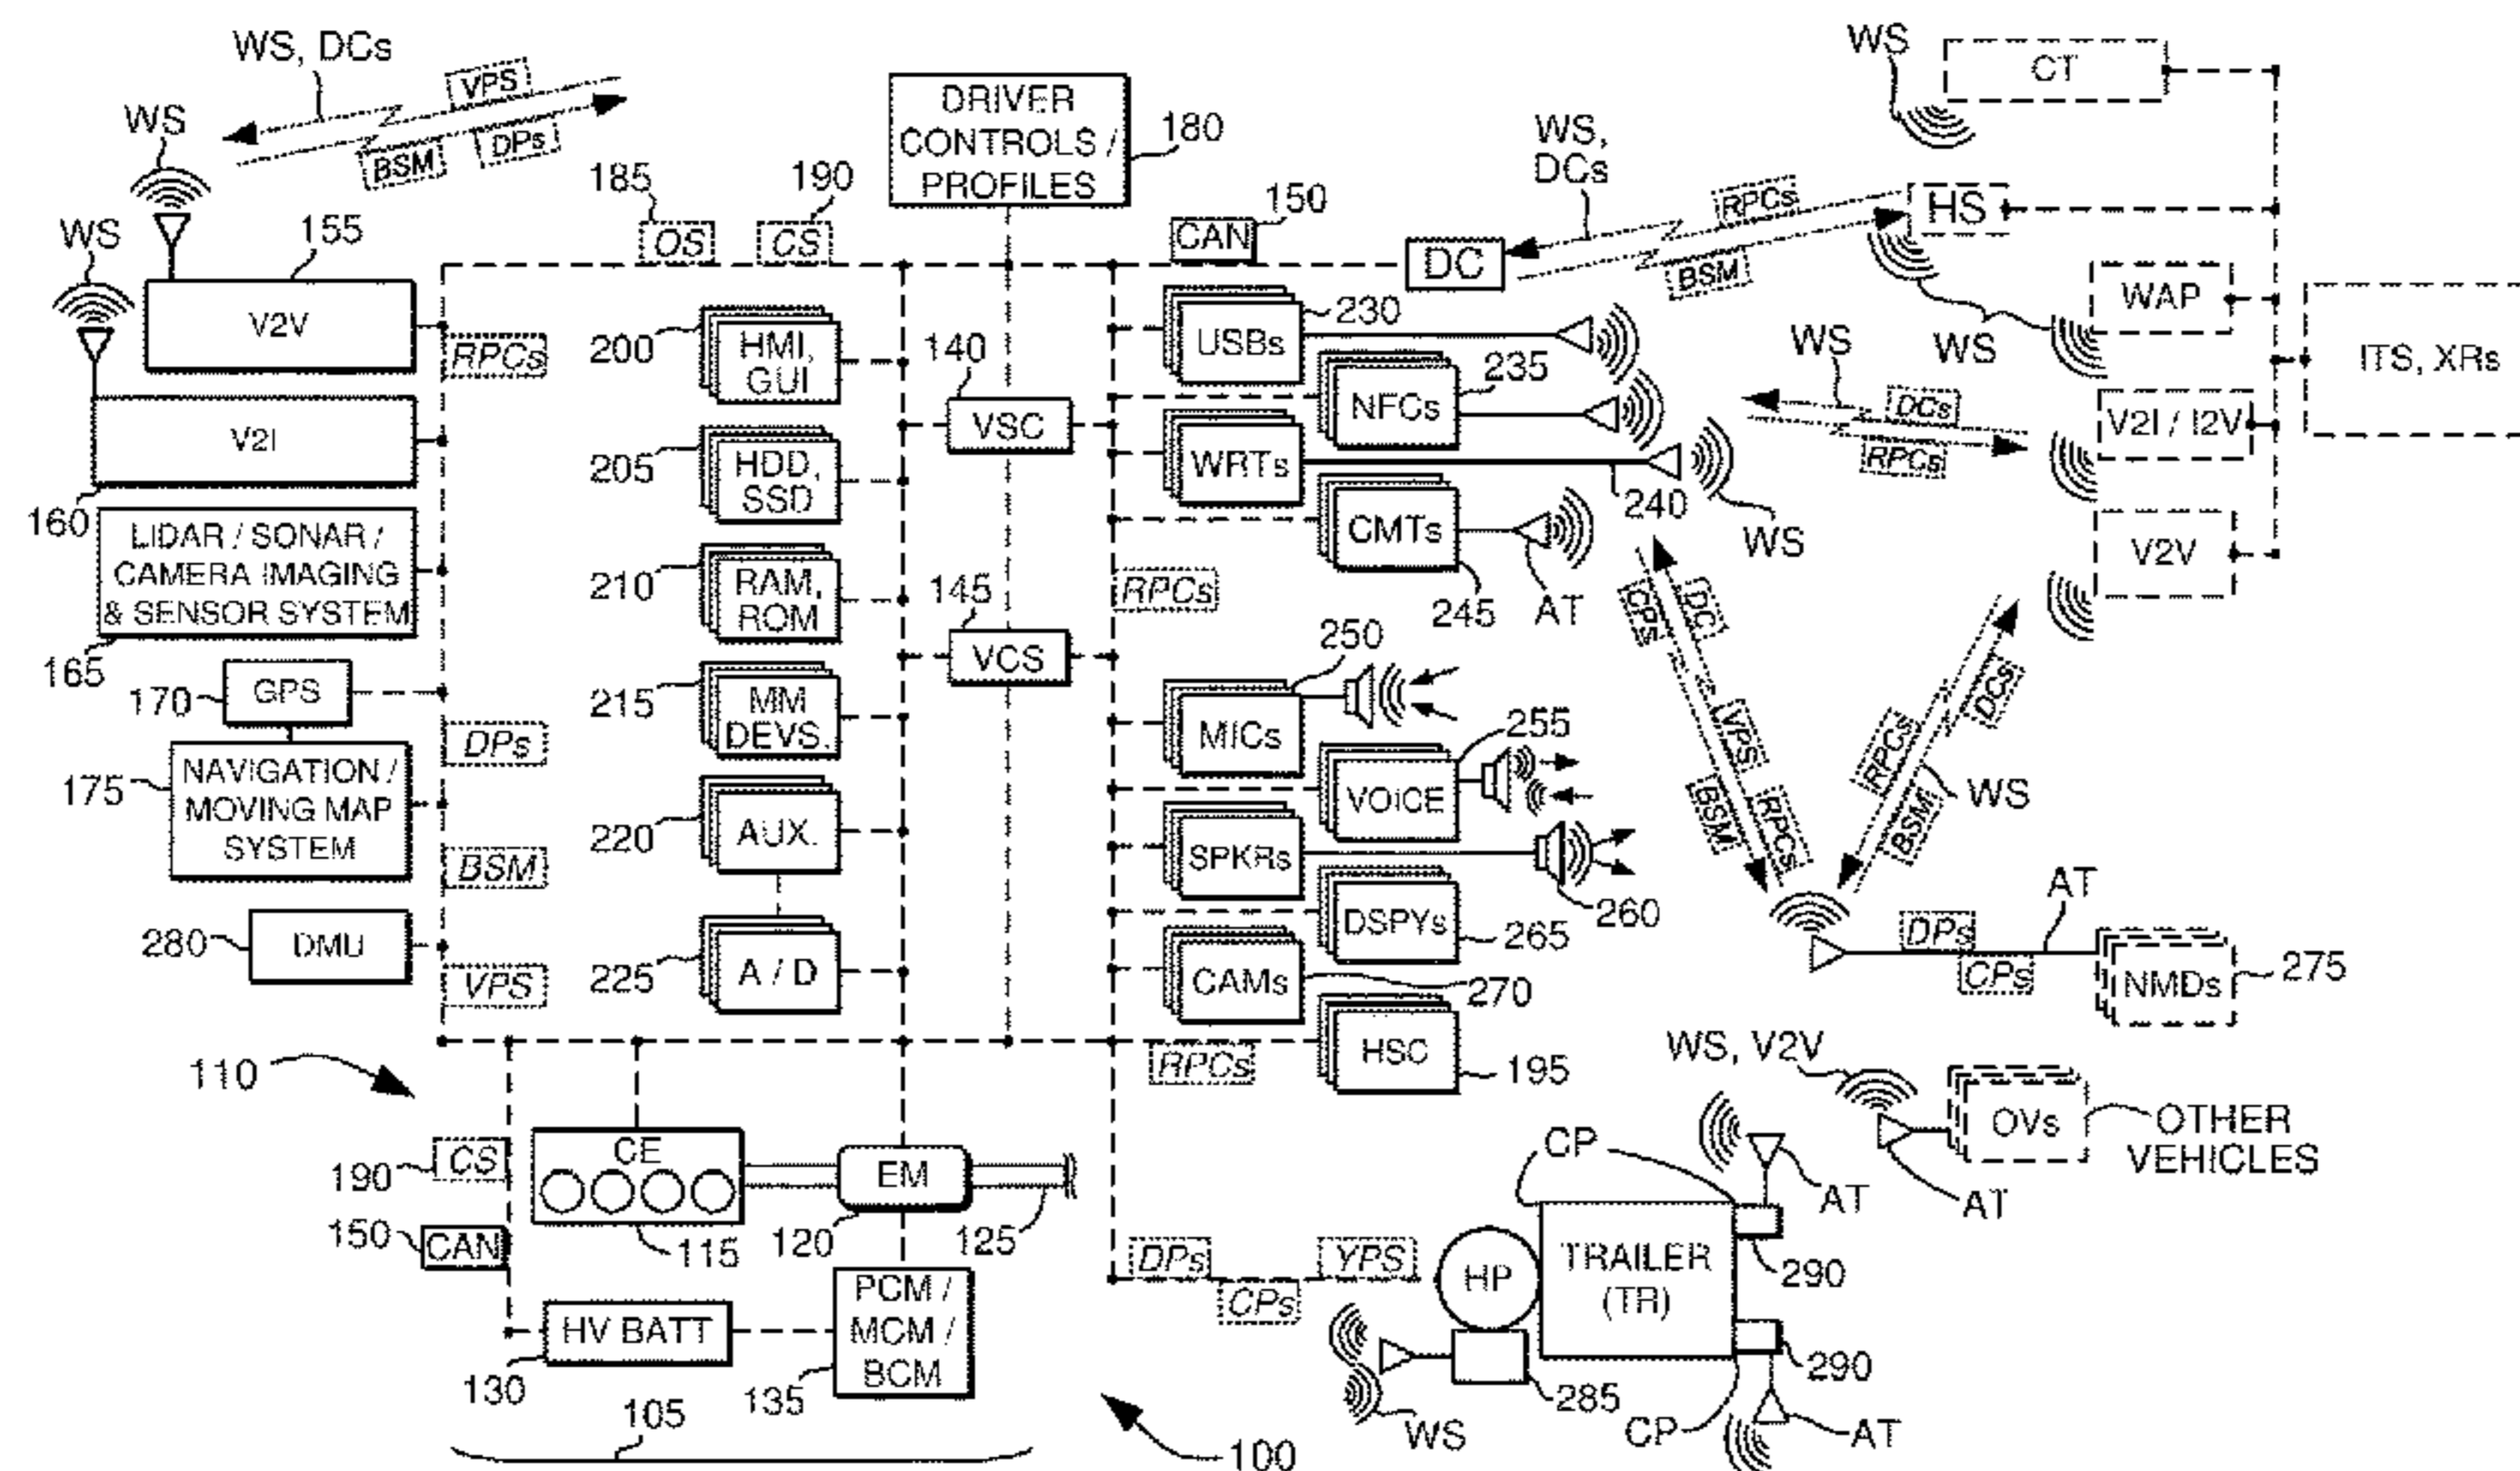 WS, DCs
VPS
BSM
DPs
WS
WS
155
V2V
V2I
160
LIDAR / SONAR /
CAMERA IMAGING
& SENSOR SYSTEM
165
170
GPS
175
NAVIGATION /
MOVING MAP
SYSTEM
280
DMU
RPCs
DPs
BSM
VPS
185
OS
190
CS
DRIVER
CONTROLS /
PROFILES
180
200
HMI,
GUI
205
HDD,
SSD
210
RAM,
ROM
215
MM
DEVS.
220
AUX.
225
A / D
140
VSC
145
VCS
150
CAN
DC
USBs
230
NFCs
235
WRTs
240
CMTs
245
AT
WS
RPCs
MICs
250
VOICE
255
SPKRs
260
DSPYs
265
CAMs
270
HSC
195
RPCs
WS,
DCs
RPCs
BSM
WS
CT
HS
WAP
WS
ITS, XRs
WS
DCs
RPCs
V2I / I2V
V2V
GPS
DC
VPS
BSM
RPCs
RPCs
DCs
BSM
WS
AT
DPs
CPs
NMDs
275
WS, V2V
OVs
OTHER
VEHICLES
AT
110
190
CS
150
CAN
CE
115
EM
120
125
HV BATT
130
PCM /
MCM /
BCM
135
105
100
DPs
CPs
YPS
HP
TRAILER
(TR)
CP
AT
290
290
285
WS
CP
AT